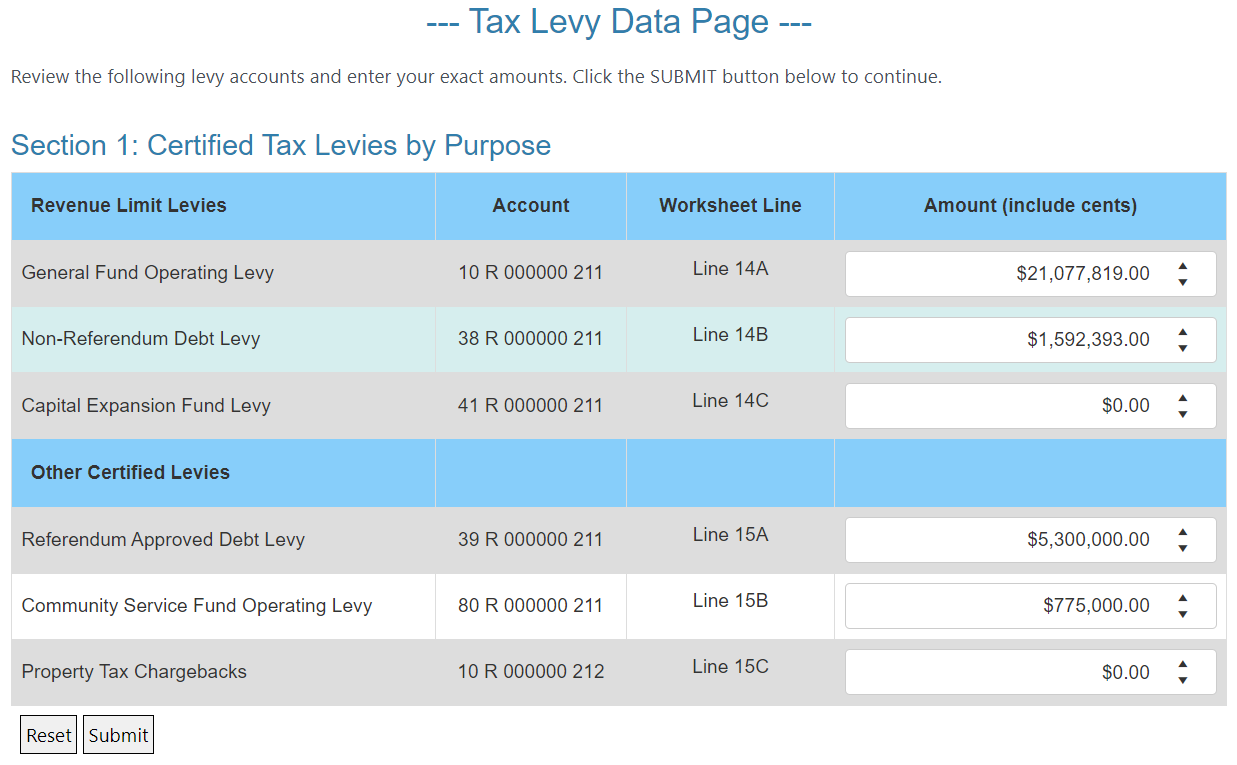 --- Tax Levy Data Page ---
Review the following levy accounts and enter your exact amounts. Click the SUBMIT button below to continue.
Section 1: Certified Tax Levies by Purpose
Revenue Limit Levies Account Worksheet Line Amount (include cents)
General Fund Operating Levy 10 R 000000 211 Line 14A $21,077,819.00
Non-Referendum Debt Levy 38 R 000000 211 Line 14B $1,592,393.00
Capital Expansion Fund Levy 41 R 000000 211 Line 14C $0.00
Other Certified Levies
Referendum Approved Debt Levy 39 R 000000 211 Line 15A $5,300,000.00
Community Service Fund Operating Levy 80 R 000000 211 Line 15B $775,000.00
Property Tax Chargebacks 10 R 000000 212 Line 15C $0.00
Reset Submit